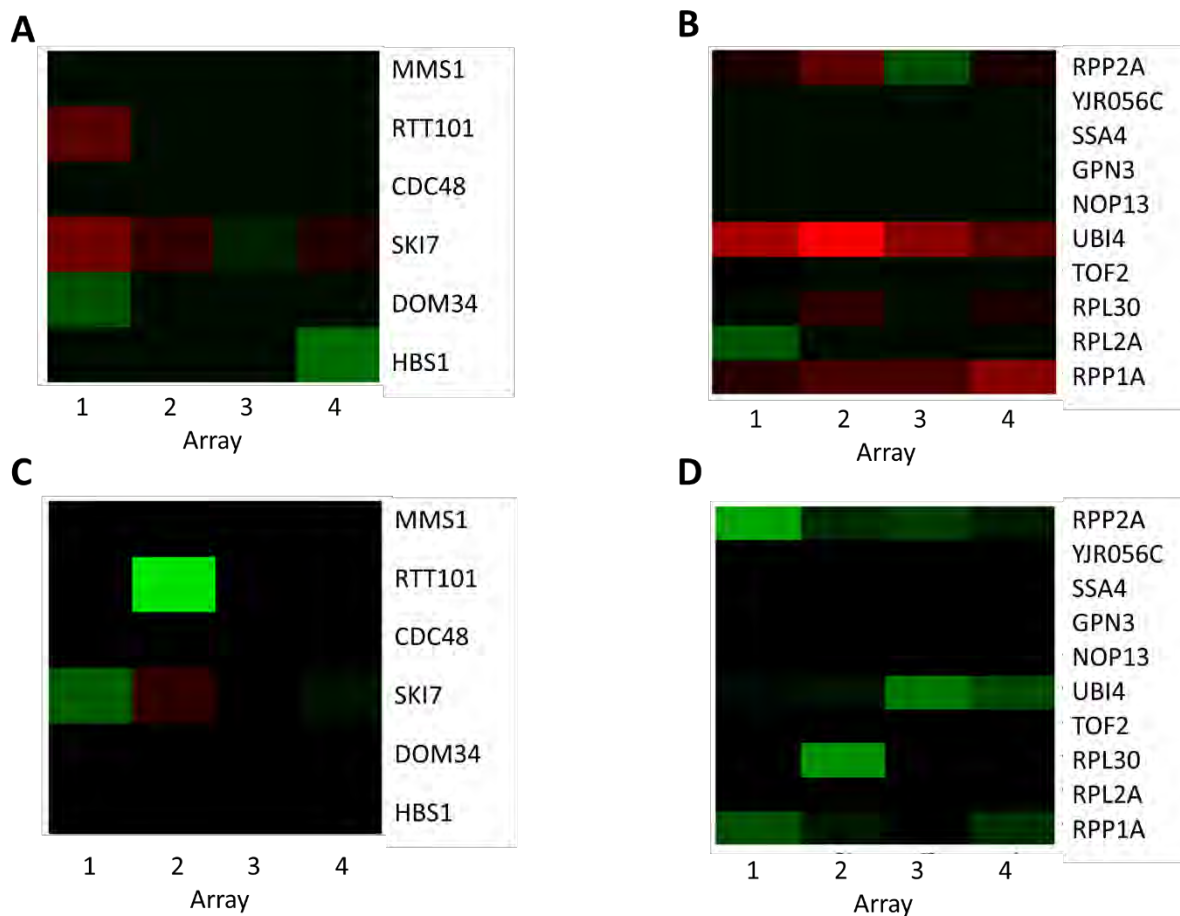 A
MMS1
RTT101
CDC48
SKI7
DOM34
HBS1
1 2 3 4
Array
B
RPP2A
YJR056C
SSA4
GPN3
NOP13
UBI4
TOF2
RPL30
RPL2A
RPP1A
1 2 3 4
Array
C
MMS1
RTT101
CDC48
SKI7
DOM34
HBS1
1 2 3 4
Array
D
RPP2A
YJR056C
SSA4
GPN3
NOP13
UBI4
TOF2
RPL30
RPL2A
RPP1A
1 2 3 4
Array